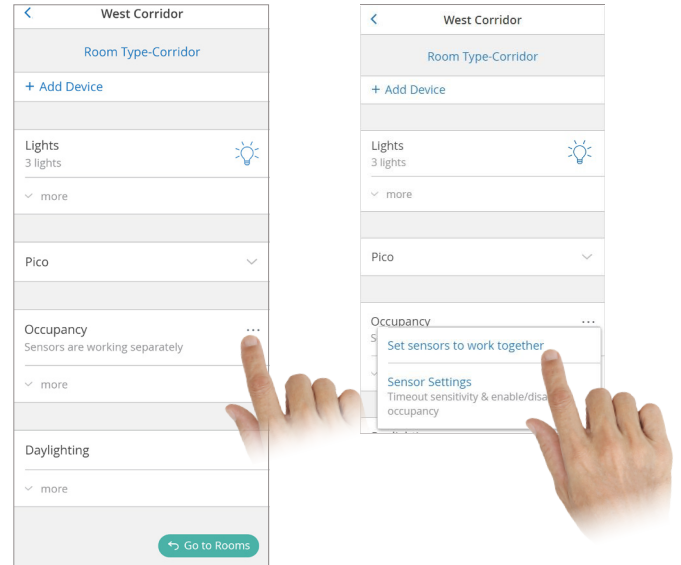 West Corridor
Room Type-Corridor
+ Add Device
Lights
3 lights
more
Pico
Occupancy
Sensors are working separately
more
Daylighting
more
Go to Rooms
West Corridor
Room Type-Corridor
+ Add Device
Lights
3 lights
more
Pico
Occupancy
Set sensors to work together
Sensor Settings
Timeout sensitivity & enable/disa
occupancy